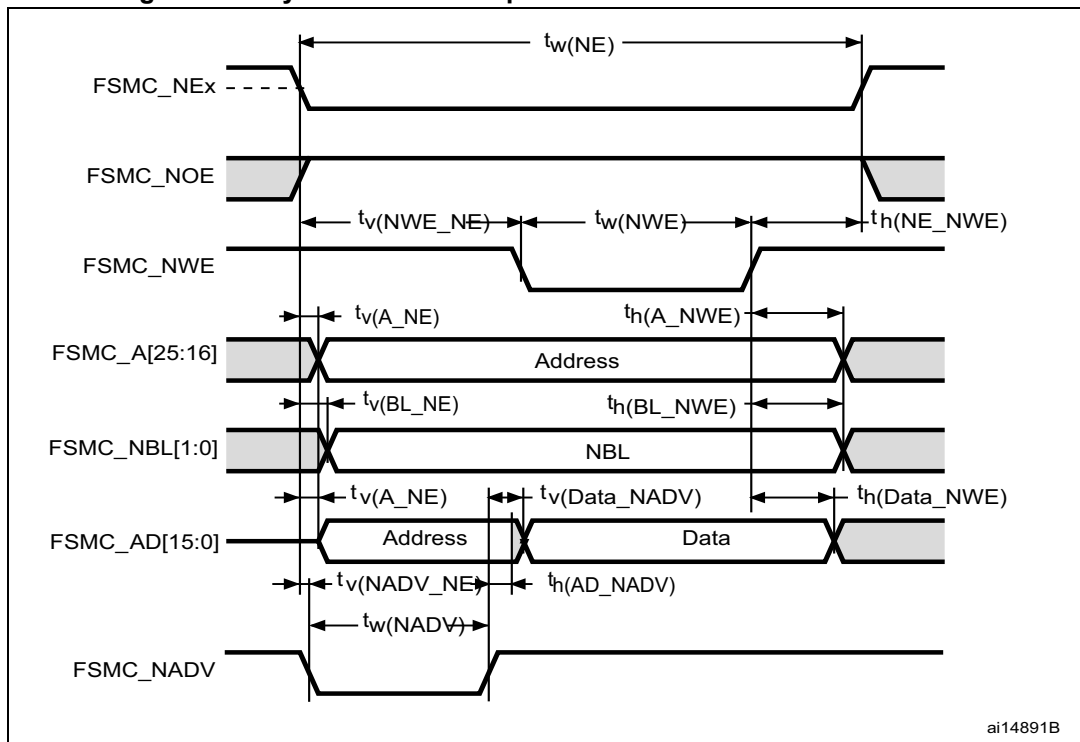 tw(NE)
FSMC_NEx
FSMC_NOE
tv(NWE_NE)
tw(NWE)
th(NE_NWE)
FSMC_NWE
tv(A_NE)
th(A_NWE)
FSMC_A[25:16]
Address
tv(BL_NE)
th(BL_NWE)
FSMC_NBL[1:0]
NBL
tv(A_NE)
tv(Data_NADV)
th(Data_NWE)
FSMC_AD[15:0]
Address
Data
tv(NADV_NE)
th(AD_NADV)
tw(NADV)
FSMC_NADV
ai14891B